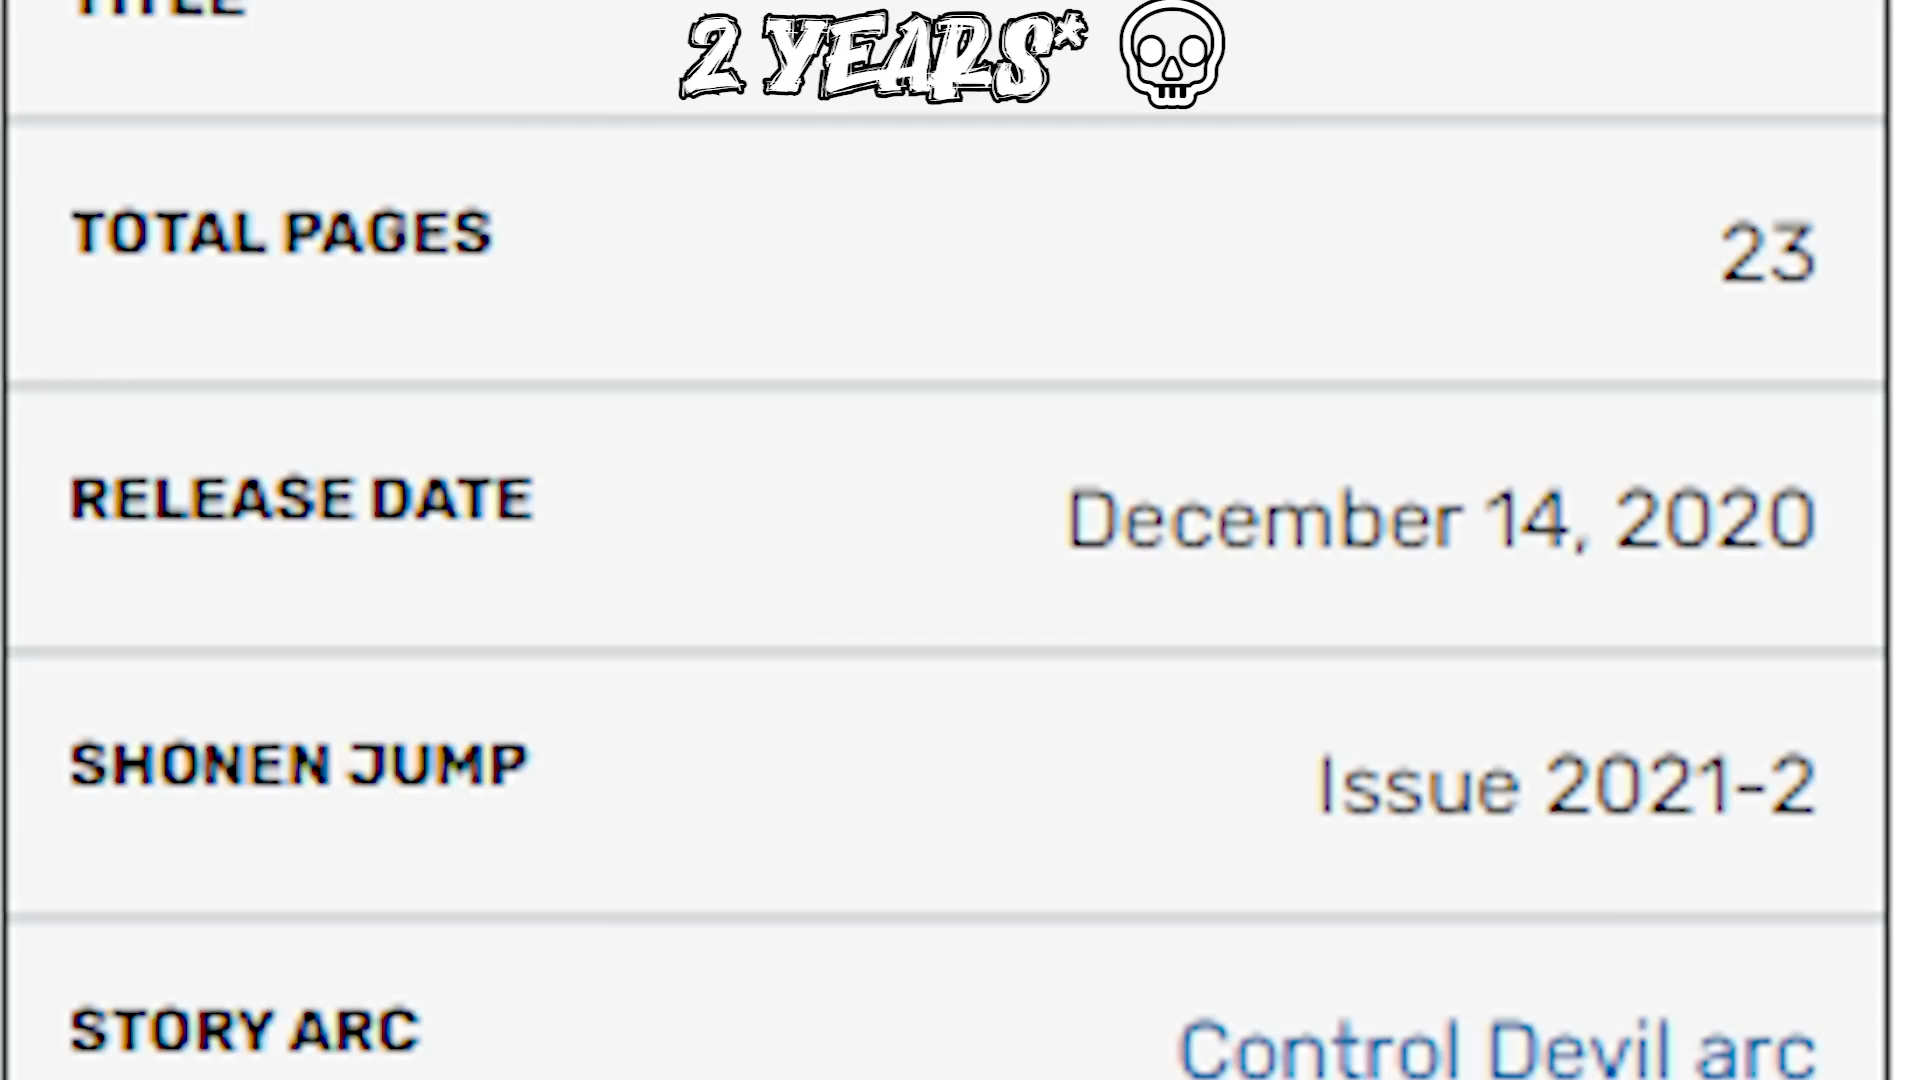 TITLE
2 YEARS*
TOTAL PAGES
23
RELEASE DATE
December 14, 2020
SHONEN JUMP
Issue 2021-2
STORY ARC
Control Devil arc